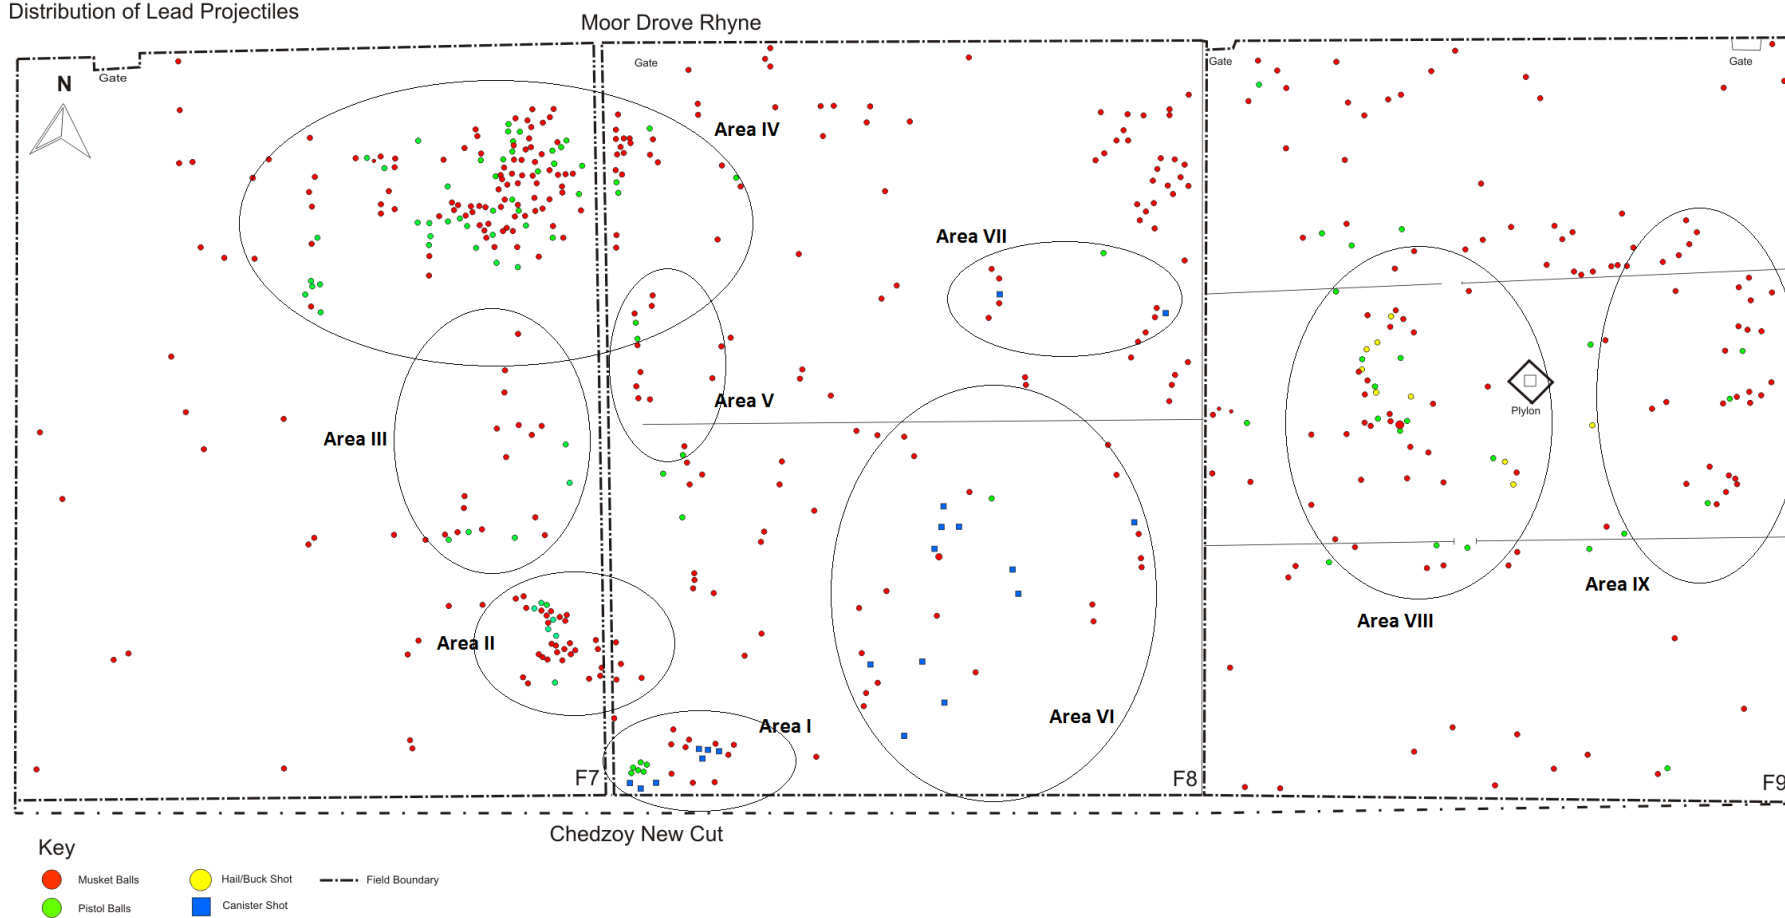 Distribution of Lead Projectiles
Moor Drove Rhyne
Gate
Gate
Gate
Gate
N
Area IV
Area VII
Area V
Area III
Plylon
Area IX
Area VIII
Area II
Area VI
Area I
F7
F8
F9
Chedzoy New Cut
Key
Musket Balls
Hail/Buck Shot
Field Boundary
Pistol Balls
Canister Shot